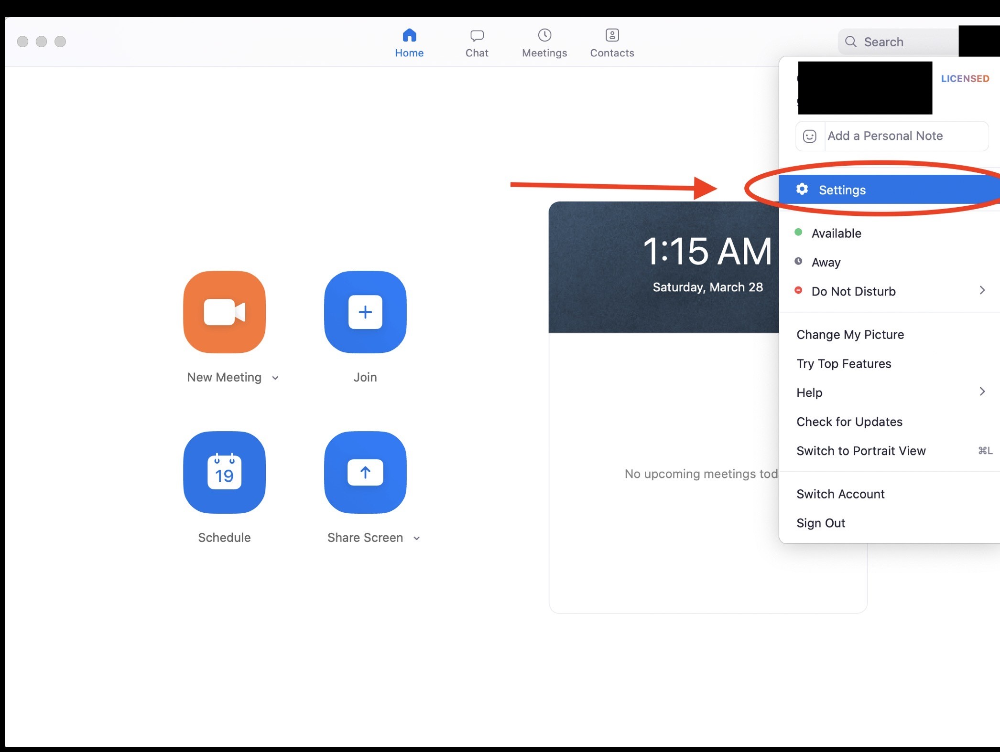 Home
Chat
Meetings
Contacts
Search
LICENSED
Add a Personal Note
Settings
Available
Away
Do Not Disturb
Change My Picture
Try Top Features
Help
Check for Updates
Switch to Portrait View ⌘L
Switch Account
Sign Out
1:15 AM
Saturday, March 28
No upcoming meetings tod
New Meeting
Join
19
Schedule
Share Screen